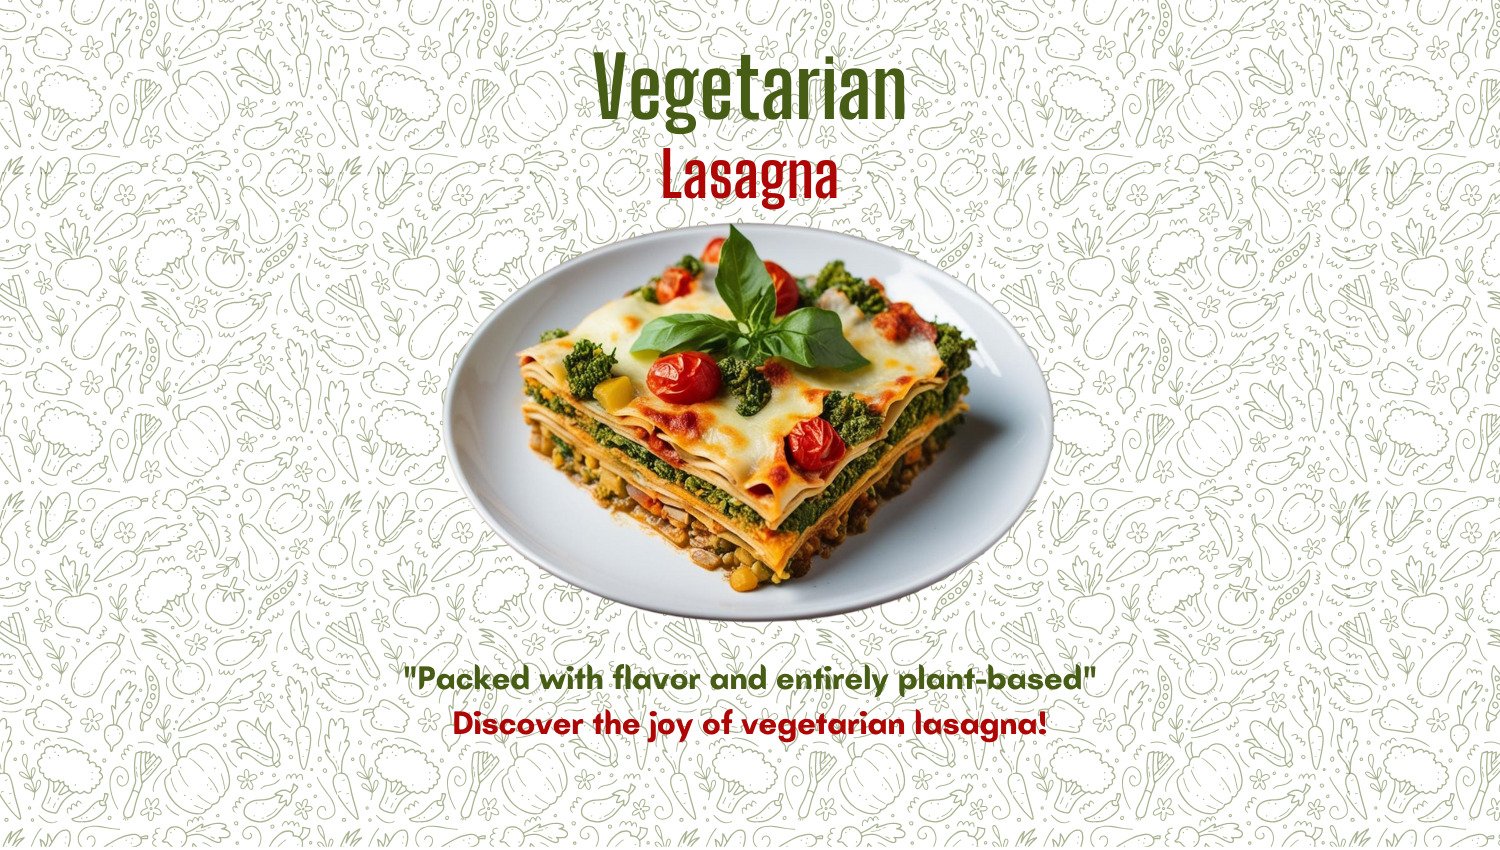 Vegetarian
Lasagna
"Packed with flavor and entirely plant-based"
Discover the joy of vegetarian lasagna!